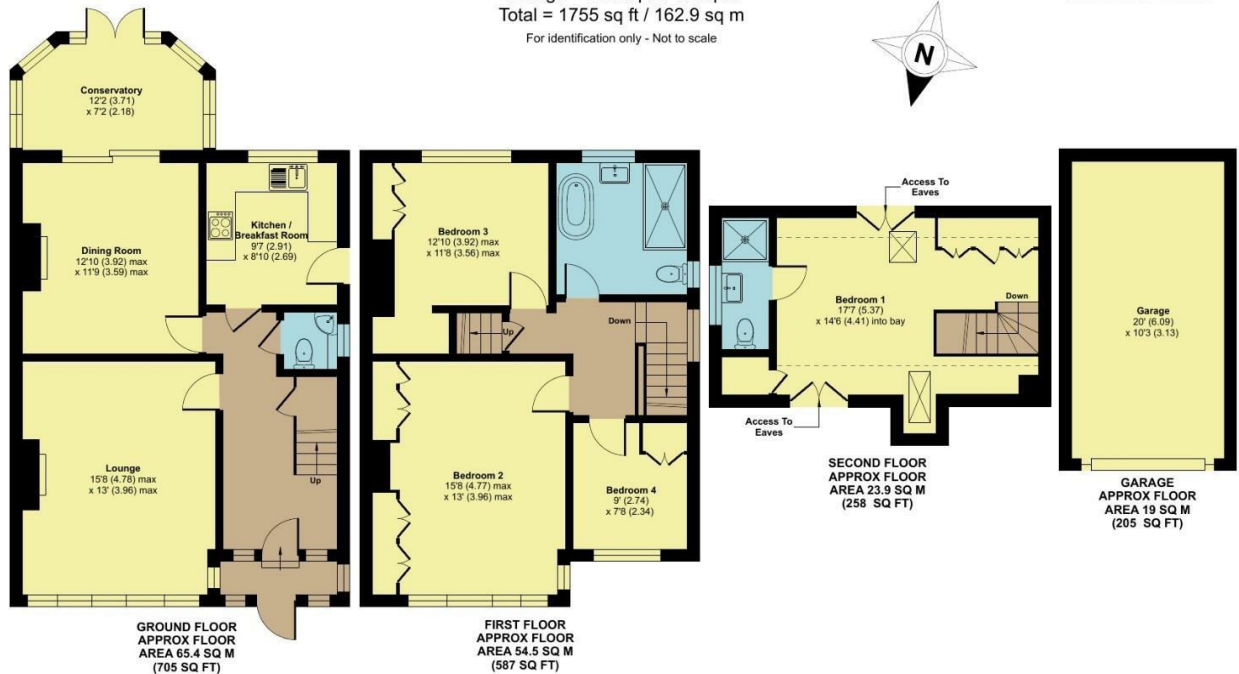 Total = 1755 sq ft / 162.9 sq m
For identification only - Not to scale
N
Conservatory
12'2 (3.71)
x 7'2 (2.18)
Dining Room
12'10 (3.92) max
x 11'9 (3.59) max
Kitchen /
Breakfast Room
9'7 (2.91)
x 8'10 (2.69)
Lounge
15'8 (4.78) max
x 13' (3.96) max
Up
GROUND FLOOR
APPROX FLOOR
AREA 65.4 SQ M
(705 SQ FT)
Bedroom 3
12'10 (3.92) max
x 11'8 (3.56) max
Up
Down
Bedroom 2
15'8 (4.77) max
x 13' (3.96) max
Bedroom 4
9' (2.74)
x 7'8 (2.34)
FIRST FLOOR
APPROX FLOOR
AREA 54.5 SQ M
(587 SQ FT)
Access To
Eaves
Bedroom 1
17'7 (5.37)
x 14'6 (4.41) into bay
Down
Access To
Eaves
SECOND FLOOR
APPROX FLOOR
AREA 23.9 SQ M
(258 SQ FT)
Garage
20' (6.09)
x 10'3 (3.13)
GARAGE
APPROX FLOOR
AREA 19 SQ M
(205 SQ FT)